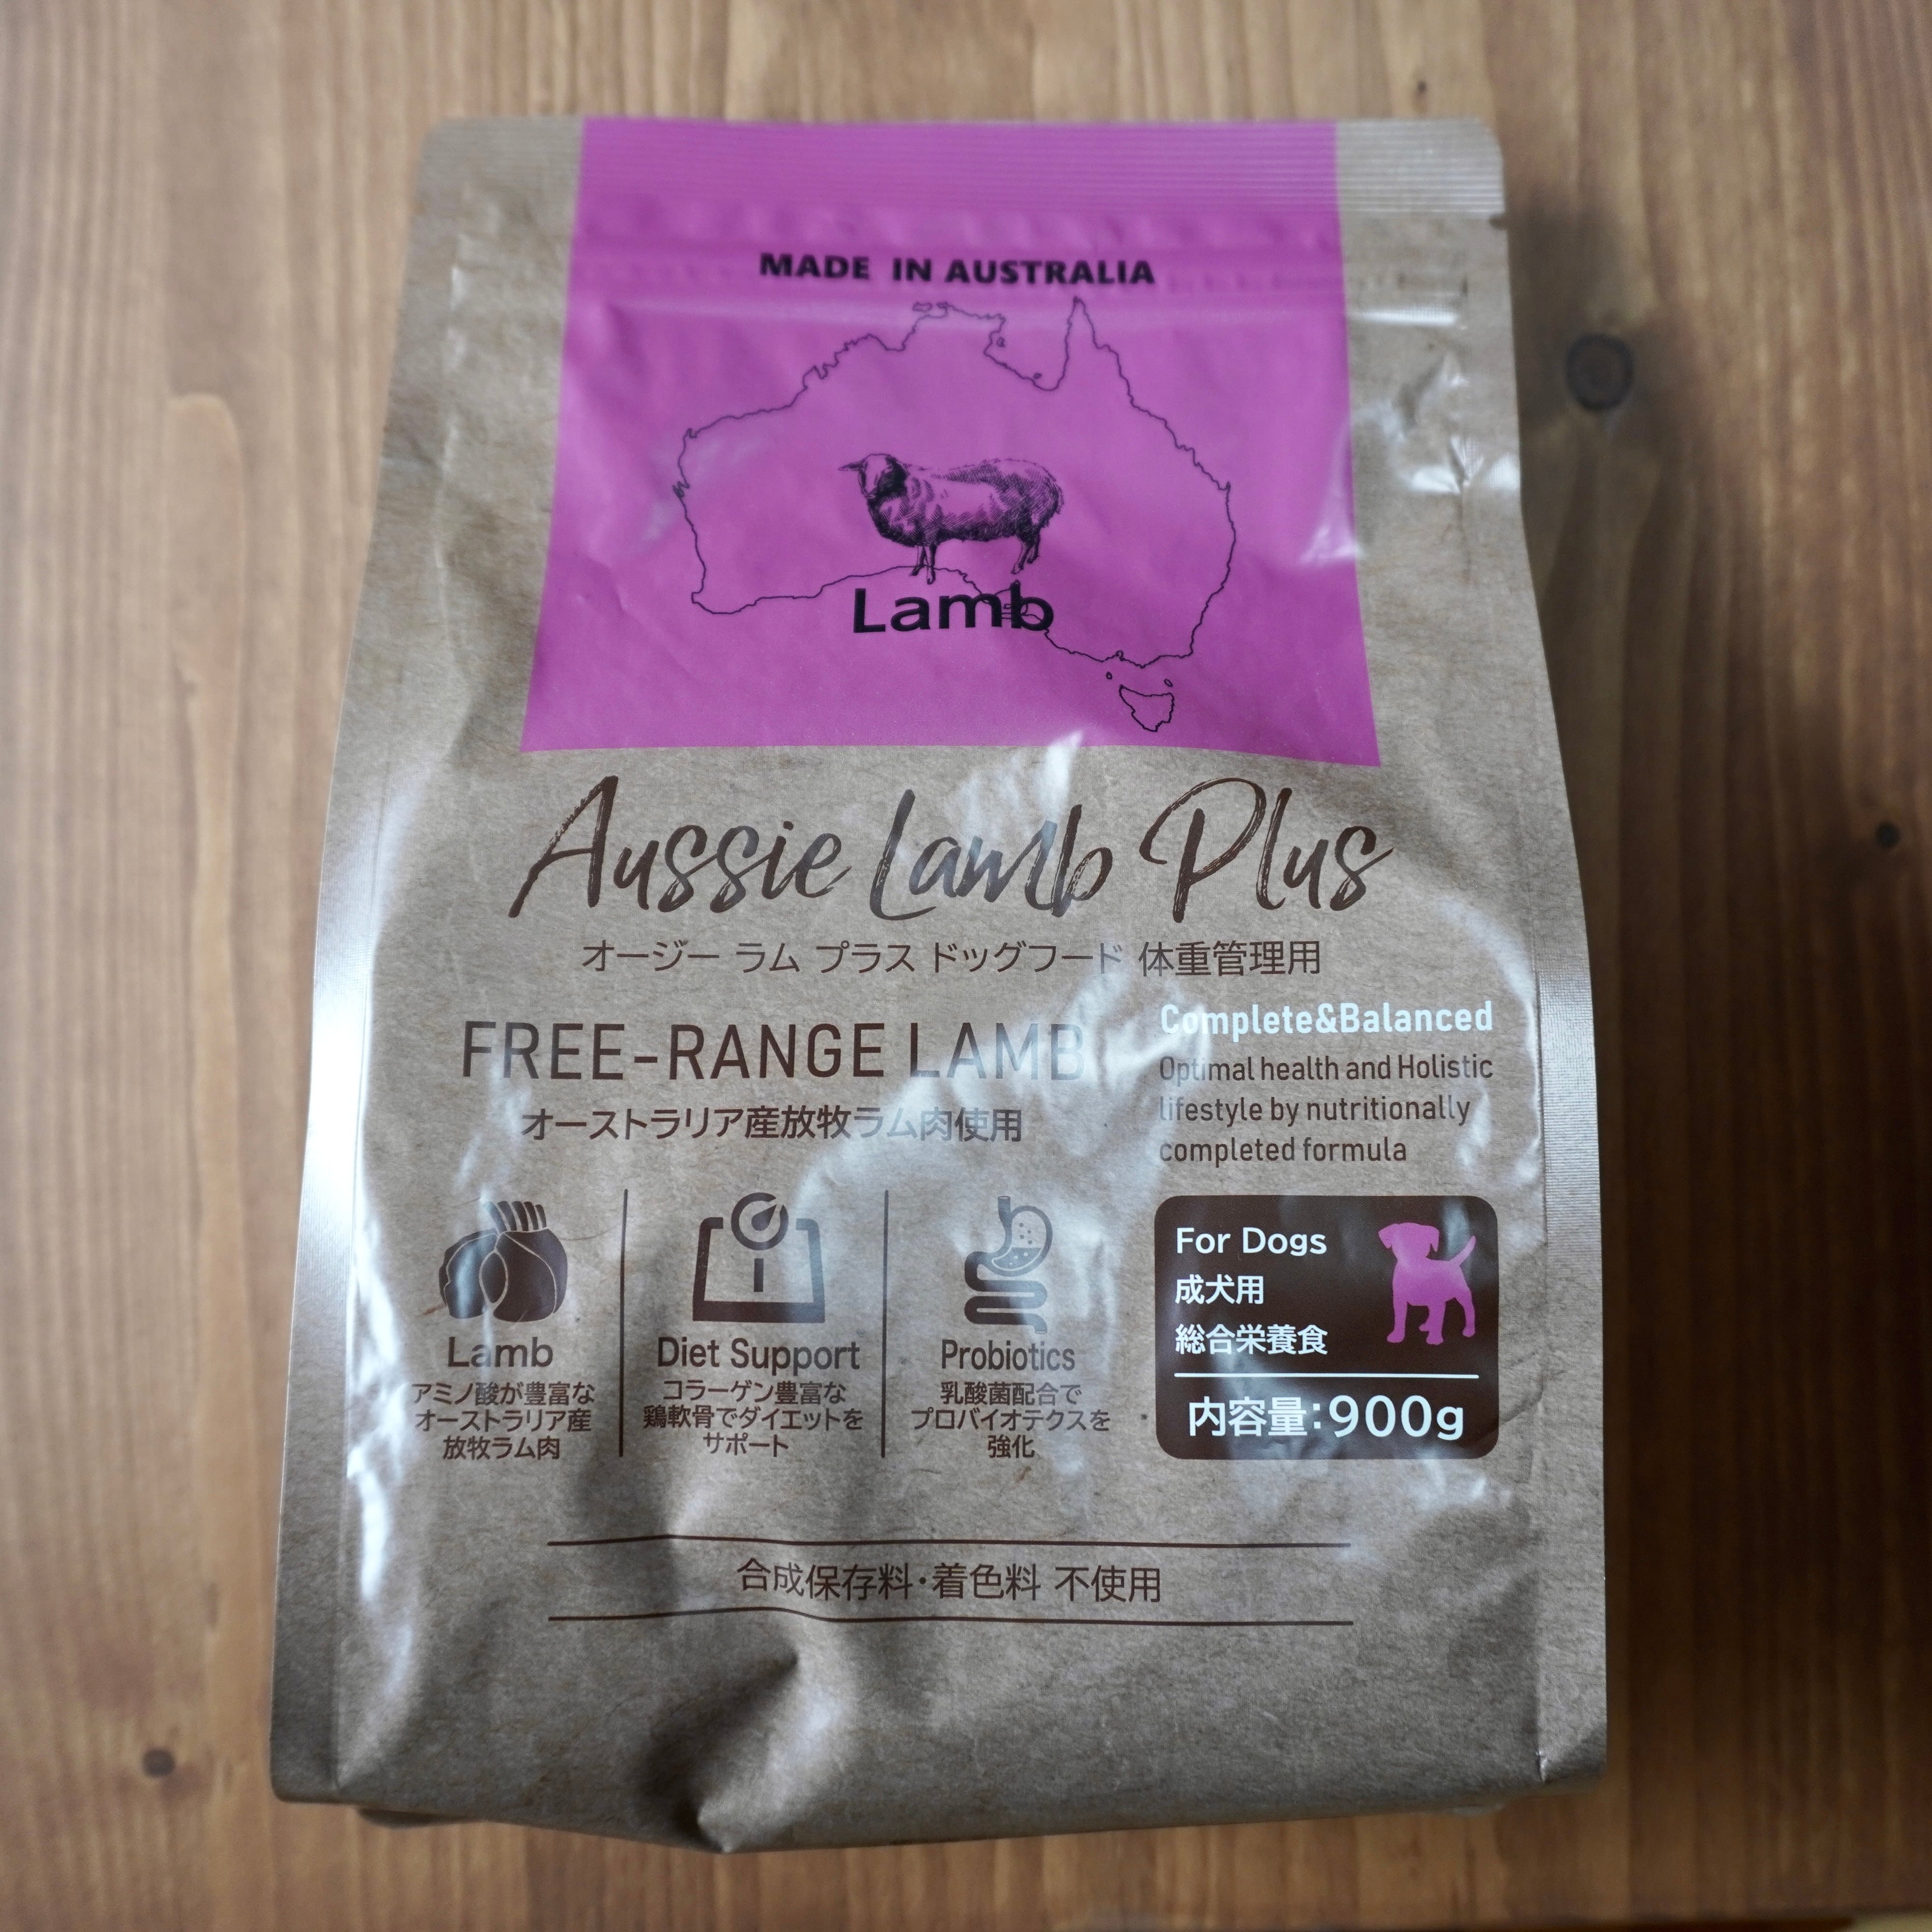 MADE IN AUSTRALIA
Lamb
Aussie Lamb Plus
オージー ラム プラス ドッグフード 体重管理用
FREE-RANGE LAMB
オーストラリア産放牧ラム肉使用
Complete&Balanced
Optimal health and Holistic
lifestyle by nutritionally
completed formula
Lamb
アミノ酸が豊富な
オーストラリア産
放牧ラム肉
Diet Support
コラーゲン豊富な
鶏軟骨でダイエットを
サポート
Probiotics
乳酸菌配合で
プロバイオテクスを
強化
For Dogs
成犬用
総合栄養食
内容量:900g
合成保存料・着色料 不使用